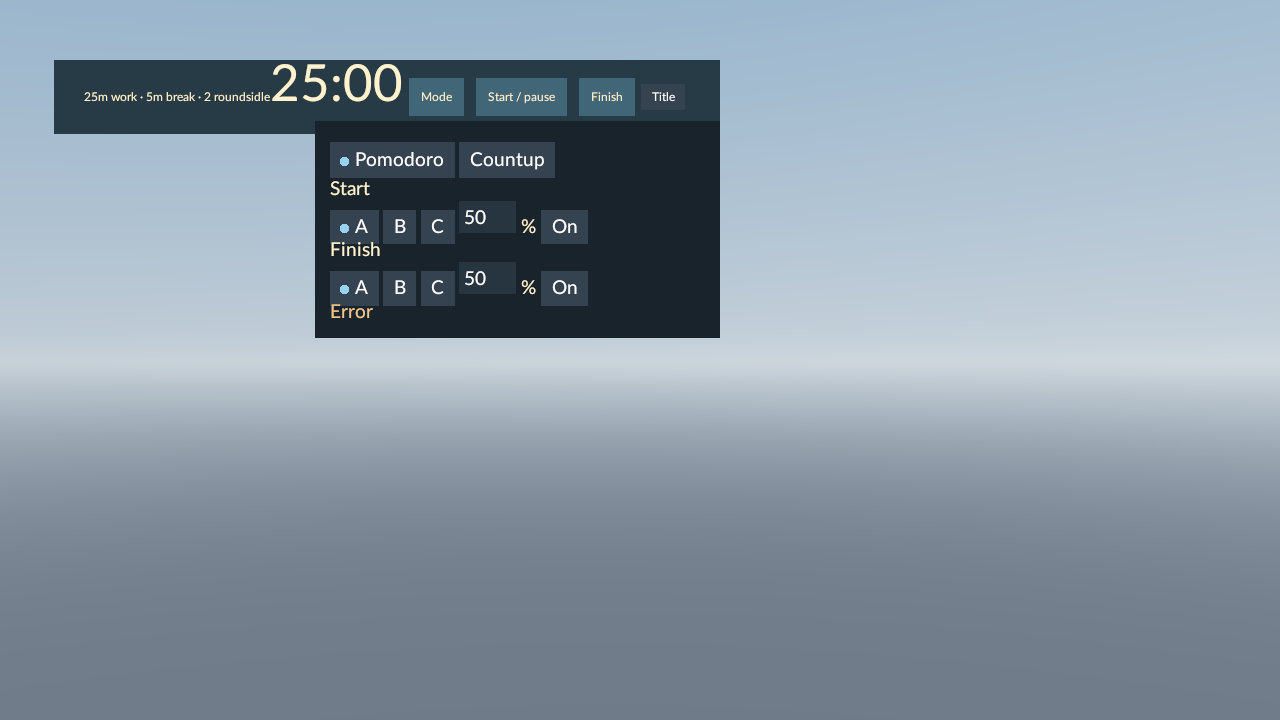 25m work · 5m break · 2 roundsidle 25:00 Mode Start / pause Finish Title
Pomodoro Countup
Start
A B C 50 % On
Finish
A B C 50 % On
Error